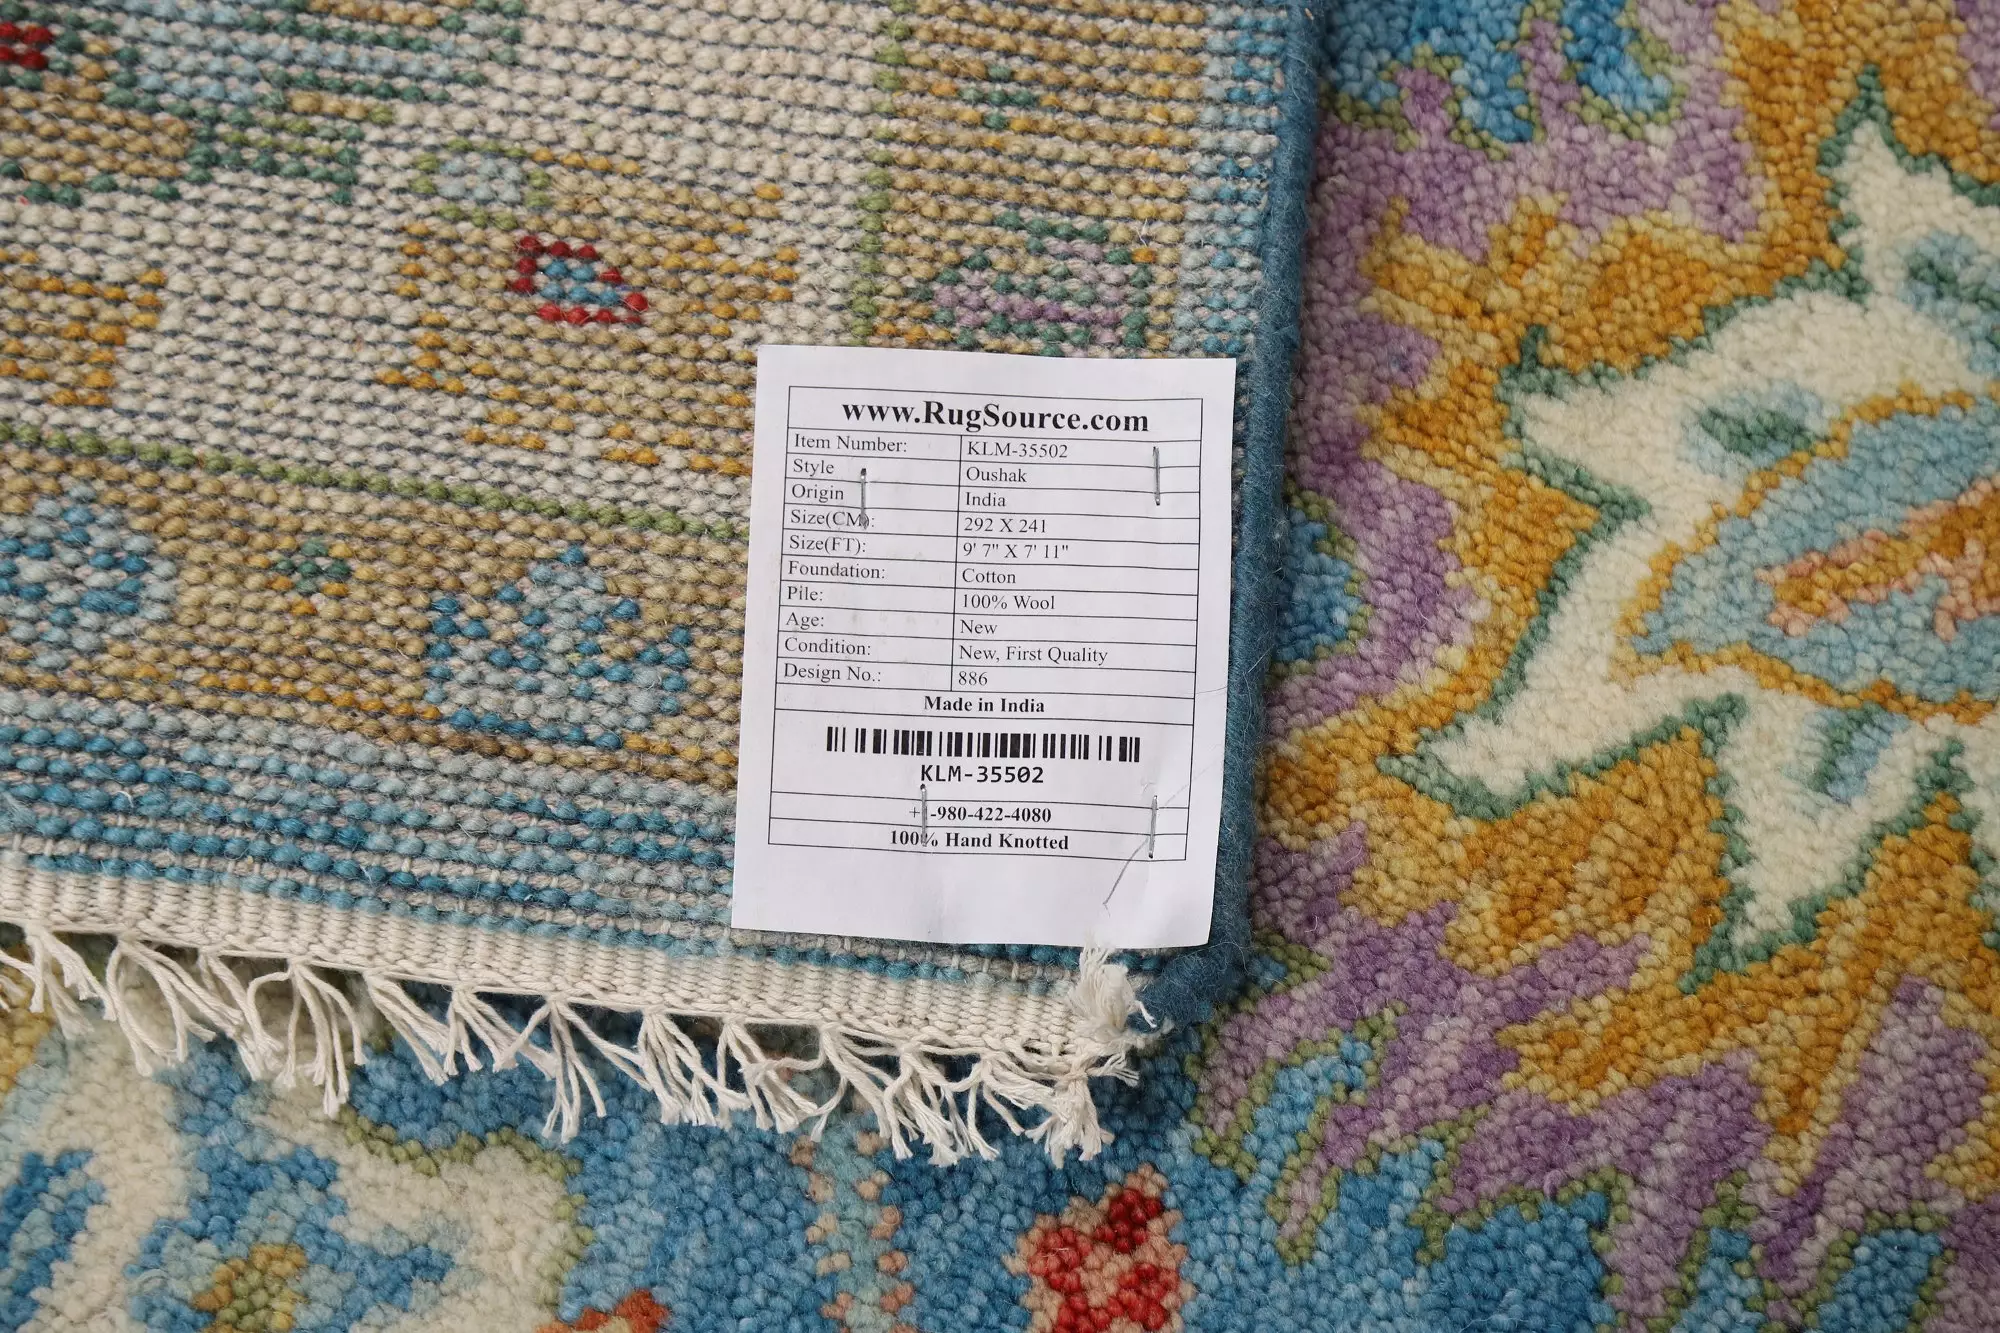 www.RugSource.com
Item Number: KLM-35502
Style Oushak
Origin India
Size(CM): 292 X 241
Size(FT): 9' 7" X 7' 11"
Foundation: Cotton
Pile: 100% Wool
Age: New
Condition: New, First Quality
Design No.: 886
Made in India
KLM-35502
+1-980-422-4080
100% Hand Knotted